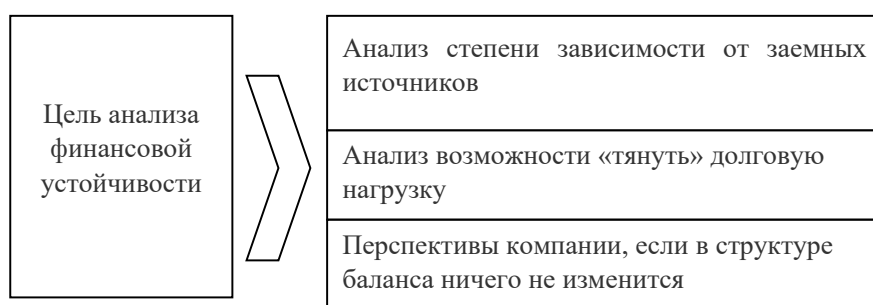 Цель анализа
финансовой
устойчивости
Анализ степени зависимости от заемных
источников
Анализ возможности «тянуть» долговую
нагрузку
Перспективы компании, если в структуре
баланса ничего не изменится